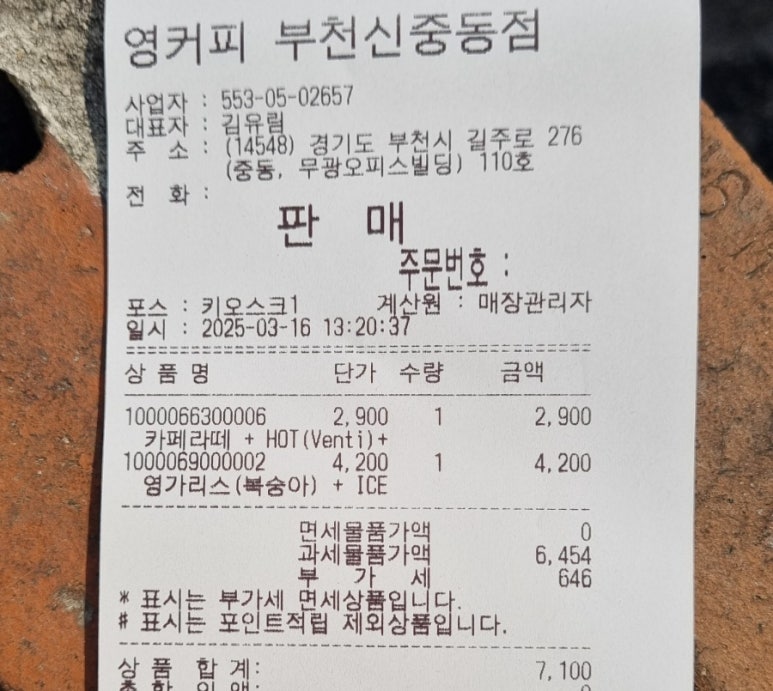 영커피 부천신중동점
사업자 : 553-05-02657
대표자 : 김유림
주 소 : (14548) 경기도 부천시 길주로 276
(중동, 무광오피스빌딩) 110호
전 화 :
판 매
주문번호 :
포스 : 키오스크1 계산원 : 매장관리자
일시 : 2025-03-16 13:20:37
상 품 명 단가 수량 금액
1000066300006 2,900 1 2,900
카페라떼 + HOT(Venti)+
1000069000002 4,200 1 4,200
영가리스(복숭아) + ICE
면세물품가액 0
과세물품가액 6,454
부 가 세 646
* 표시는 부가세 면세상품입니다.
# 표시는 포인트적립 제외상품입니다.
상 품 합 계: 7,100